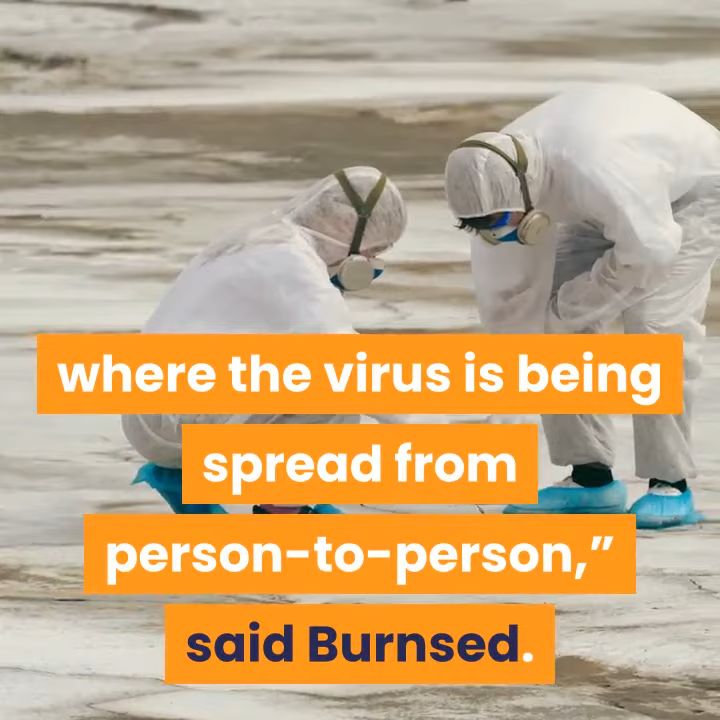 where the virus is being
spread from
person-to-person,”
said Burnsed.